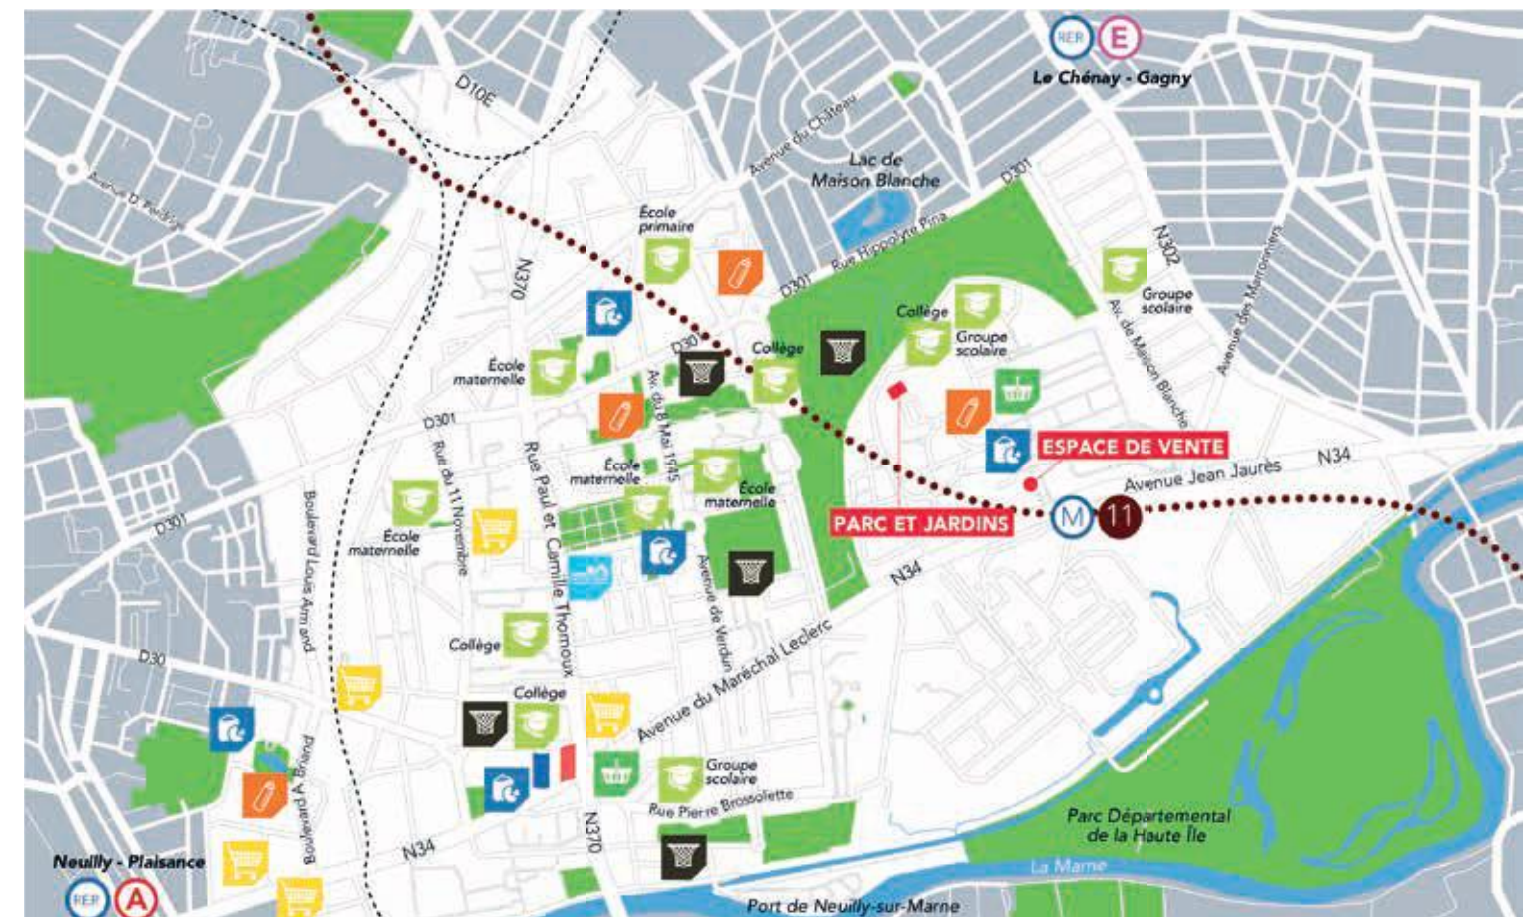 RER E
Le Chénay - Gagny
D10E
Avenue du Château
Lac de
Maison Blanche
D301
Avenue D. Perdrige
École
primaire
Rue Hippolyte Pina
N302
N370
D301
Groupe
scolaire
Collège
Avenue des Marronniers
Groupe
scolaire
D301
Collège
Av. de Maison Blanche
École
maternelle
Av. du 8 Mai 1945
D301
Rue du 11 Novembre
Rue Paul et Camille Thomoux
ESPACE DE VENTE
N34
Avenue Jean Jaurès
École
maternelle
École
maternelle
Boulevard Louis Armand
D301
PARC ET JARDINS
M 11
École
maternelle
Avenue de Verdun
N34
Collège
Avenue du Maréchal Leclerc
D30
Collège
Groupe
scolaire
Boulevard A Briand
Rue Pierre Brossolette
Parc Départemental
de la Haute Île
N370
N34
Neuilly - Plaisance
RER A
La Marne
Port de Neuilly-sur-Marne